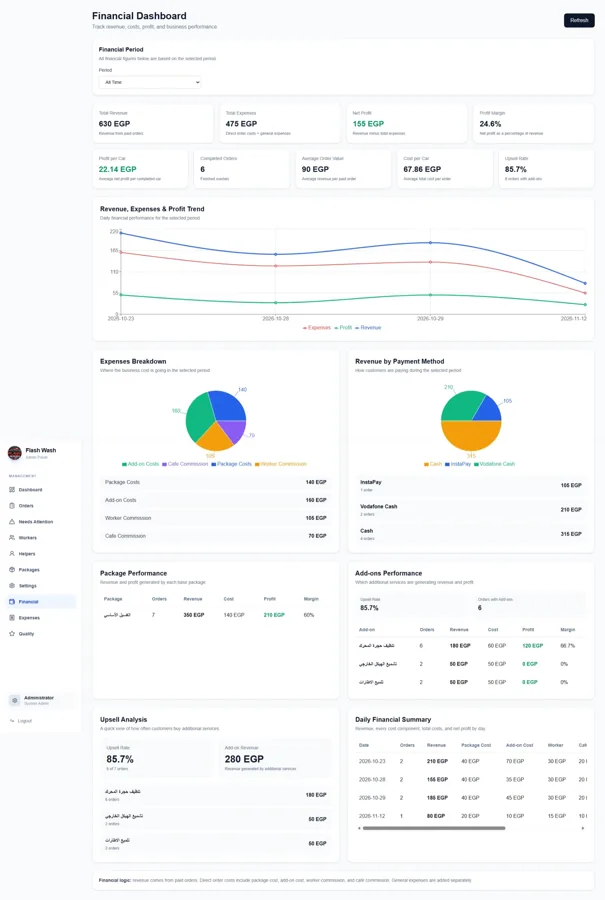 Financial Dashboard
Track revenue, costs, profit, and business performance
Refresh
Financial Period
All financial figures below are based on the selected period.
Period
All Time
Total Revenue
630 EGP
Revenue from paid orders
Total Expenses
475 EGP
Direct order costs + general expenses
Net Profit
155 EGP
Revenue minus total expenses
Profit Margin
24.6%
Net profit as a percentage of revenue
Profit per Car
22.14 EGP
Average net profit per completed car
Completed Orders
6
Finished washes
Average Order Value
90 EGP
Average revenue per paid order
Cost per Car
67.86 EGP
Average total cost per order
Upsell Rate
85.7%
6 orders with add-ons
Revenue, Expenses & Profit Trend
Daily financial performance for the selected period
220
165
110
55
0
2026-10-23
2026-10-28
2026-10-29
2026-11-12
Expenses
Profit
Revenue
Expenses Breakdown
Where the business cost is going in the selected period
140
160
70
105
Add-on Costs
Cafe Commission
Package Costs
Worker Commission
Package Costs 140 EGP
Add-on Costs 160 EGP
Worker Commission 105 EGP
Cafe Commission 70 EGP
Revenue by Payment Method
How customers are paying during the selected period.
210
105
315
Cash
InstaPay
Vodafone Cash
InstaPay 105 EGP
1 order
Vodafone Cash 210 EGP
2 orders
Cash 315 EGP
4 orders
Flash Wash
Admin Panel
MANAGEMENT
Dashboard
Orders
Needs Attention
Workers
Helpers
Packages
Settings
Financial
Expenses
Quality
Administrator
System Admin
Logout
Package Performance
Revenue and profit generated by each base package
Package Orders Revenue Cost Profit Margin
الغسيل الأساسي 7 350 EGP 140 EGP 210 EGP 60%
Add-ons Performance
Which additional services are generating revenue and profit
Upsell Rate
85.7%
Orders with Add-ons
6
Add-on Orders Revenue Cost Profit Margin
تنظيف حجرة المحرك 6 180 EGP 60 EGP 120 EGP 66.7%
تشميع الهيكل الخارجي 2 50 EGP 50 EGP 0 EGP 0%
تلميع الاطارات 2 50 EGP 50 EGP 0 EGP 0%
Upsell Analysis
A quick view of how often customers buy additional services
Upsell Rate
85.7%
6 of 7 orders
Add-on Revenue
280 EGP
Revenue generated by additional services
تنظيف حجرة المحرك 180 EGP
6 orders
تشميع الهيكل الخارجي 50 EGP
2 orders
تلميع الاطارات 50 EGP
2 orders
Daily Financial Summary
Revenue, every cost component, total costs, and net profit by day.
Date Orders Revenue Package Cost Add-on Cost Worker
2026-10-23 2 210 EGP 40 EGP 70 EGP 30 EGP
2026-10-28 2 155 EGP 40 EGP 35 EGP 30 EGP
2026-10-29 2 185 EGP 40 EGP 45 EGP 30 EGP
2026-11-12 1 80 EGP 20 EGP 10 EGP 15 EGP
Financial logic: revenue comes from paid orders. Direct order costs include package cost, add-on cost, worker commission, and cafe commission. General expenses are added separately.